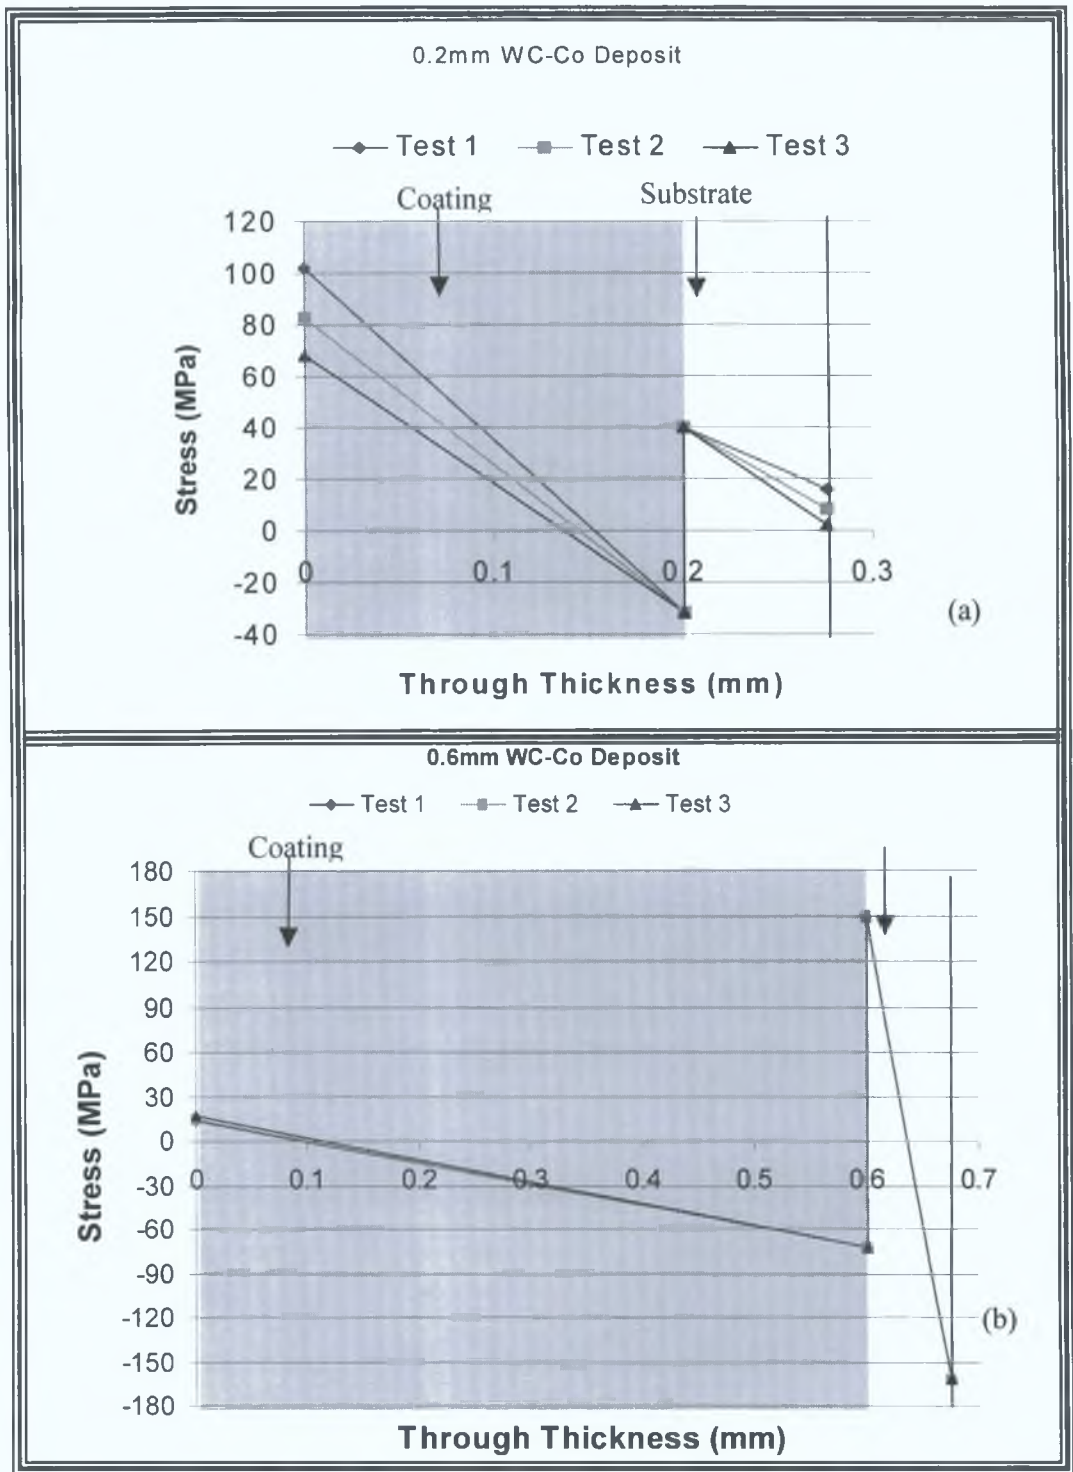 0.2mm WC-Co Deposit
Test 1 Test 2 Test 3
Coating Substrate
120
100
80
60
40
20
0
-20
-40
0 0.1 0.2 0.3
Stress (MPa)
(a)
Through Thickness (mm)
0.6mm WC-Co Deposit
Test 1 Test 2 Test 3
Coating
180
150
120
90
60
30
0
-30
-60
-90
-120
-150
-180
0 0.1 0.2 0.3 0.4 0.5 0.6 0.7
Stress (MPa)
(b)
Through Thickness (mm)